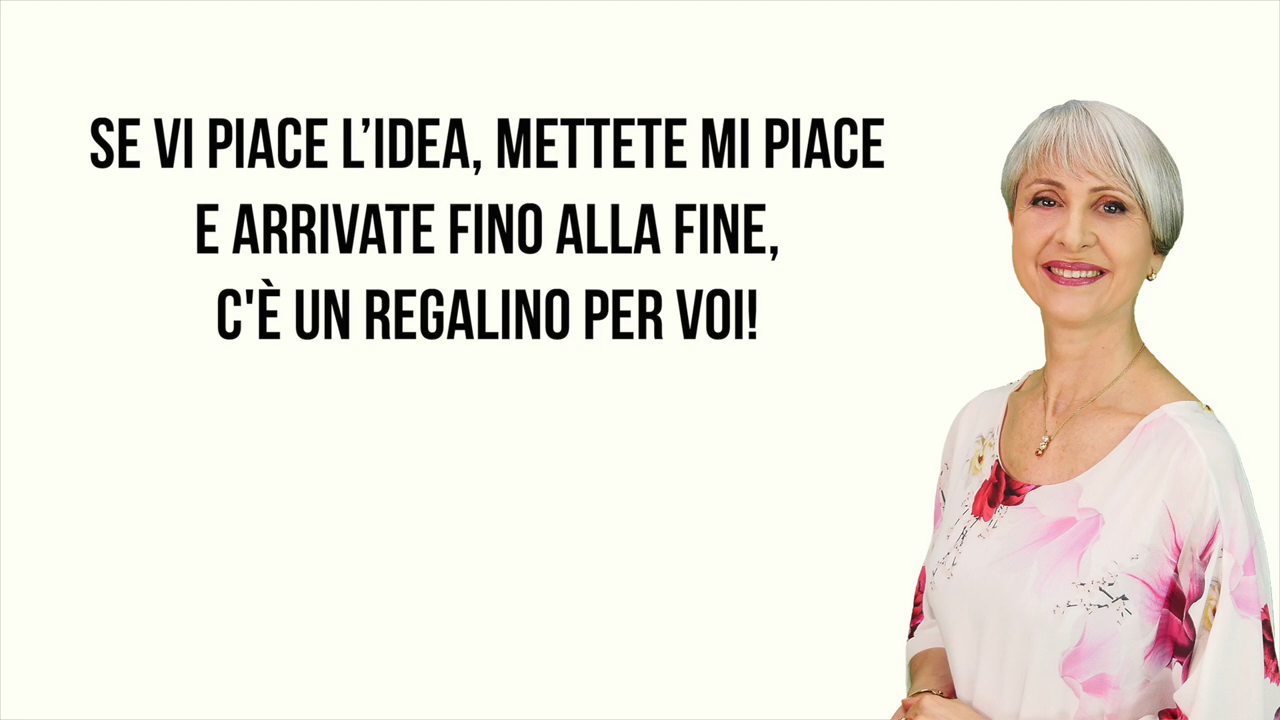 SE VI PIACE L’IDEA, METTETE MI PIACE
E ARRIVATE FINO ALLA FINE,
C'È UN REGALINO PER VOI!